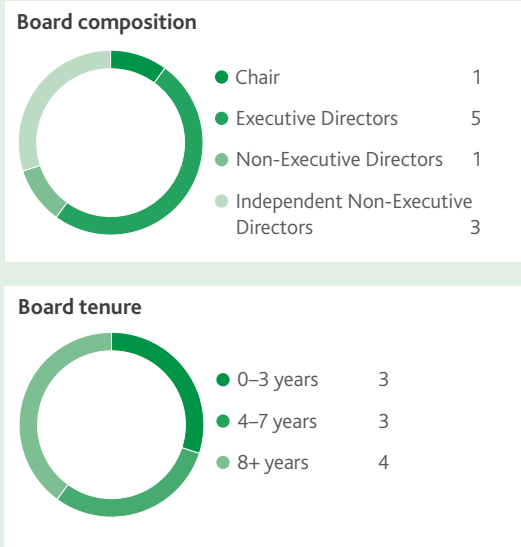 Board composition
Chair 1
Executive Directors 5
Non-Executive Directors 1
Independent Non-Executive
Directors 3
Board tenure
0–3 years 3
4–7 years 3
8+ years 4